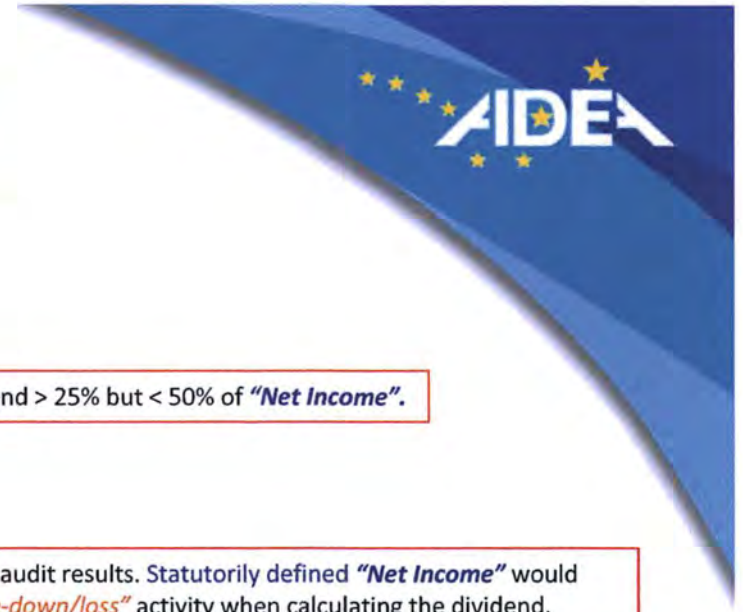 AIDEA
nd > 25% but < 50% of "Net Income".
audit results. Statutorily defined "Net Income" would
-down/loss" activity when calculating the dividend.